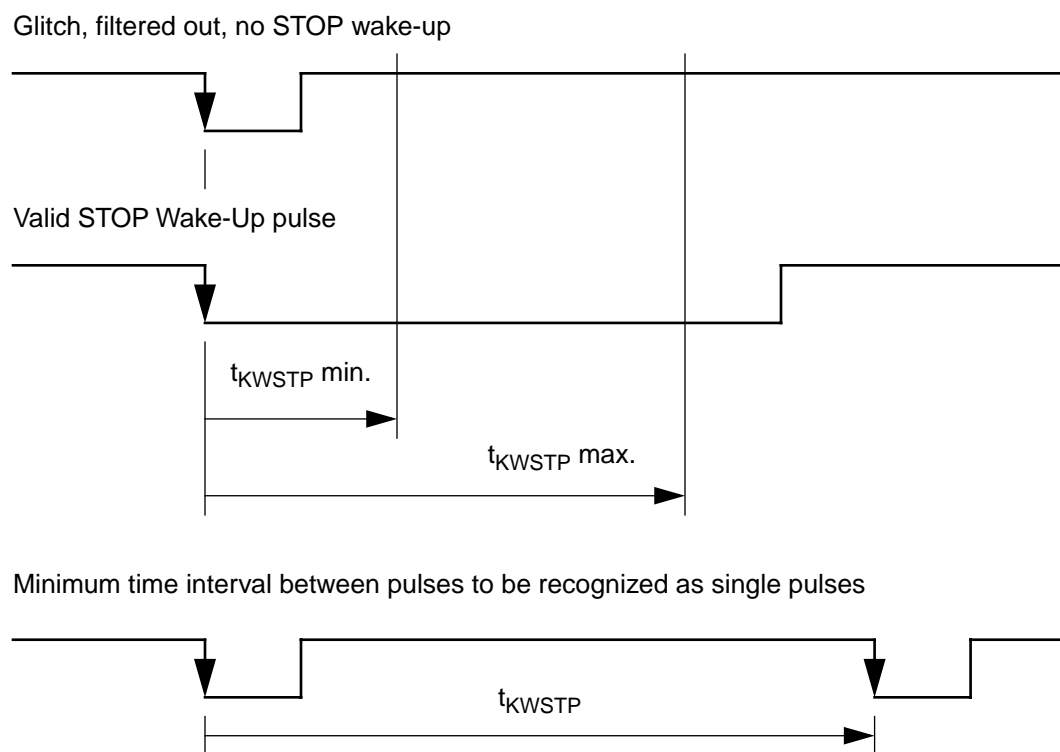 Glitch, filtered out, no STOP wake-up
Valid STOP Wake-Up pulse
tKWSTP min.
tKWSTP max.
Minimum time interval between pulses to be recognized as single pulses
tKWSTP